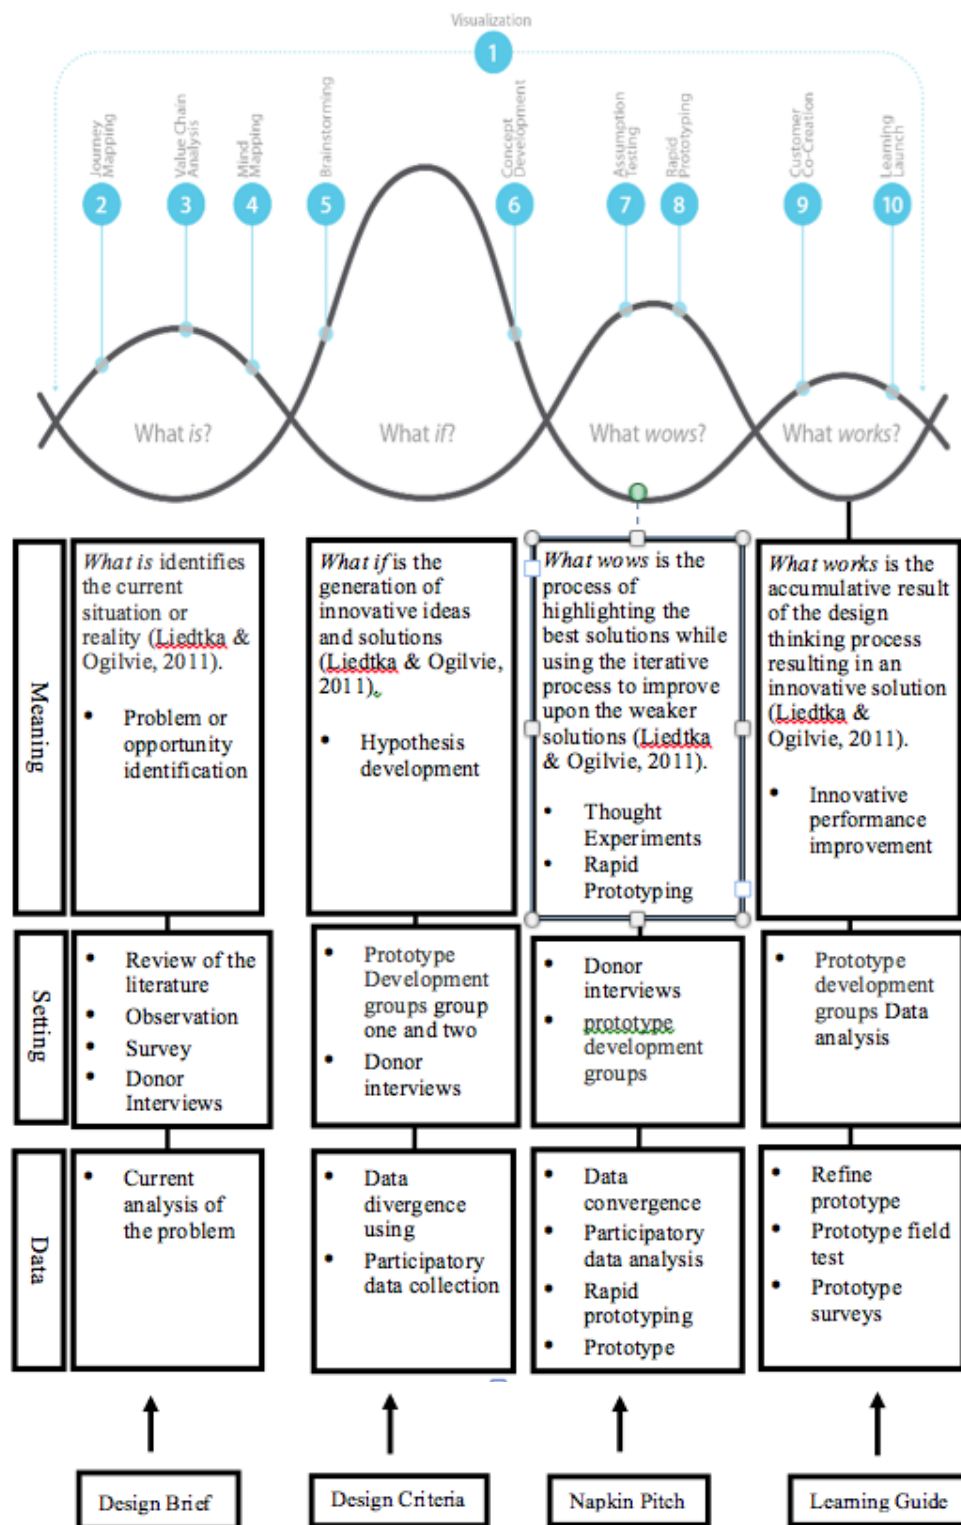 Visualization
1
Journey
Mapping
Value Chain
Analysis
Mind
Mapping
Brainstorming
Concept
Development
Assumption
Testing
Rapid
Prototyping
Customer
Co-Creation
Learning
Launch
2
3
4
5
6
7
8
9
10
What is?
What if?
What wows?
What works?
Meaning
What is identifies
the current
situation or
reality (Liedtka &
Ogilvie, 2011).
• Problem or
opportunity
identification
What if is the
generation of
innovative ideas
and solutions
(Liedtka & Ogilvie,
2011).
• Hypothesis
development
What wows is the
process of
highlighting the
best solutions while
using the iterative
process to improve
upon the weaker
solutions (Liedtka
& Ogilvie, 2011).
• Thought
Experiments
• Rapid
Prototyping
What works is the
accumulative result
of the design
thinking process
resulting in an
innovative solution
(Liedtka &
Ogilvie, 2011).
• Innovative
performance
improvement
Setting
• Review of the
literature
• Observation
• Survey
• Donor
Interviews
• Prototype
Development
groups group
one and two
• Donor
interviews
• Donor
interviews
• prototype
development
groups
• Prototype
development
groups Data
analysis
Data
• Current
analysis of
the problem
• Data
divergence
using
• Participatory
data collection
• Data
convergence
• Participatory
data analysis
• Rapid
prototyping
• Prototype
• Refine
prototype
• Prototype field
test
• Prototype
surveys
Design Brief
Design Criteria
Napkin Pitch
Learning Guide